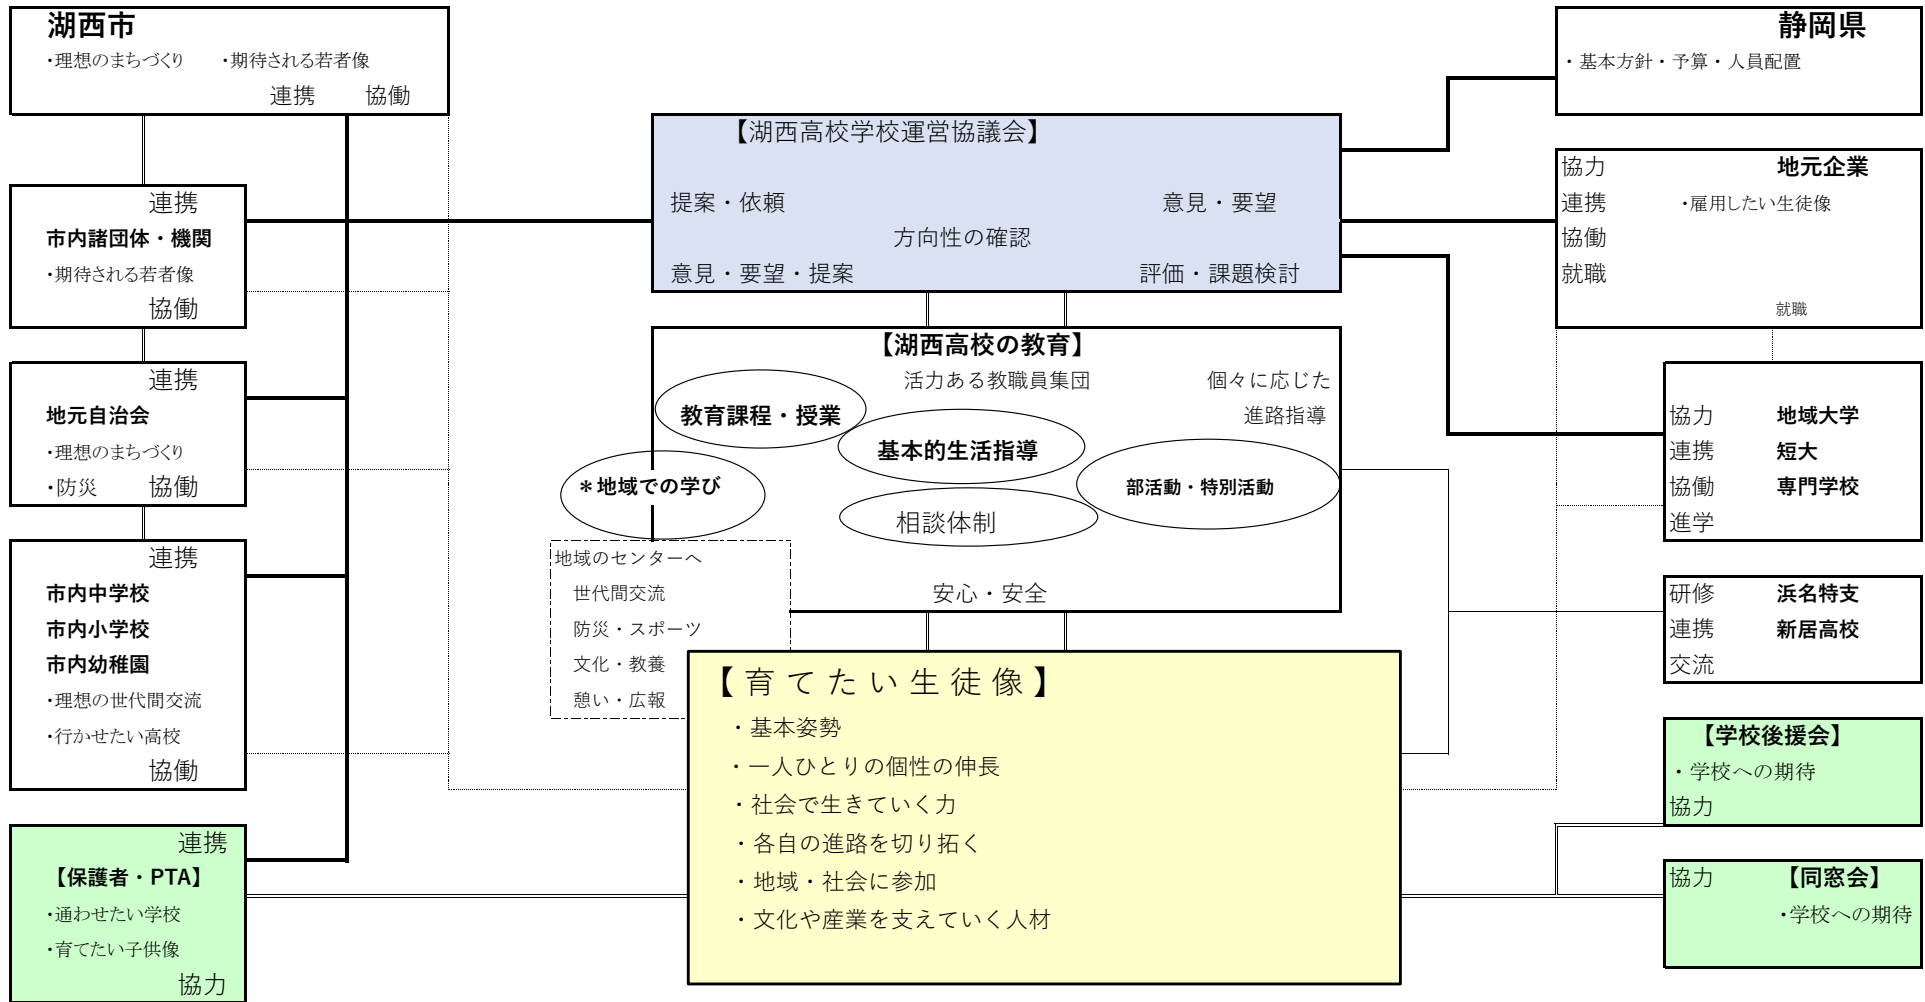 湖西市
・理想のまちづくり　・期待される若者像
連携　協働
連携
市内諸団体・機関
・期待される若者像
協働
連携
地元自治会
・理想のまちづくり
・防災　協働
連携
市内中学校
市内小学校
市内幼稚園
・理想の世代間交流
・行かせたい高校
協働
連携
【保護者・PTA】
・通わせたい学校
・育てたい子供像
協力
【湖西高校学校運営協議会】
提案・依頼　意見・要望
方向性の確認
意見・要望・提案　評価・課題検討
【湖西高校の教育】
活力ある教職員集団
個々に応じた
進路指導
教育課程・授業
基本的生活指導
＊地域での学び
部活動・特別活動
相談体制
安心・安全
地域のセンターへ
世代間交流
防災・スポーツ
文化・教養
憩い・広報
【育てたい生徒像】
・基本姿勢
・一人ひとりの個性の伸長
・社会で生きていく力
・各自の進路を切り拓く
・地域・社会に参加
・文化や産業を支えていく人材
静岡県
・基本方針・予算・人員配置
協力　地元企業
連携　・雇用したい生徒像
協働
就職
就職
協力　地域大学
連携　短大
協働　専門学校
進学
研修　浜名特支
連携　新居高校
交流
【学校後援会】
・学校への期待
協力
協力　【同窓会】
・学校への期待